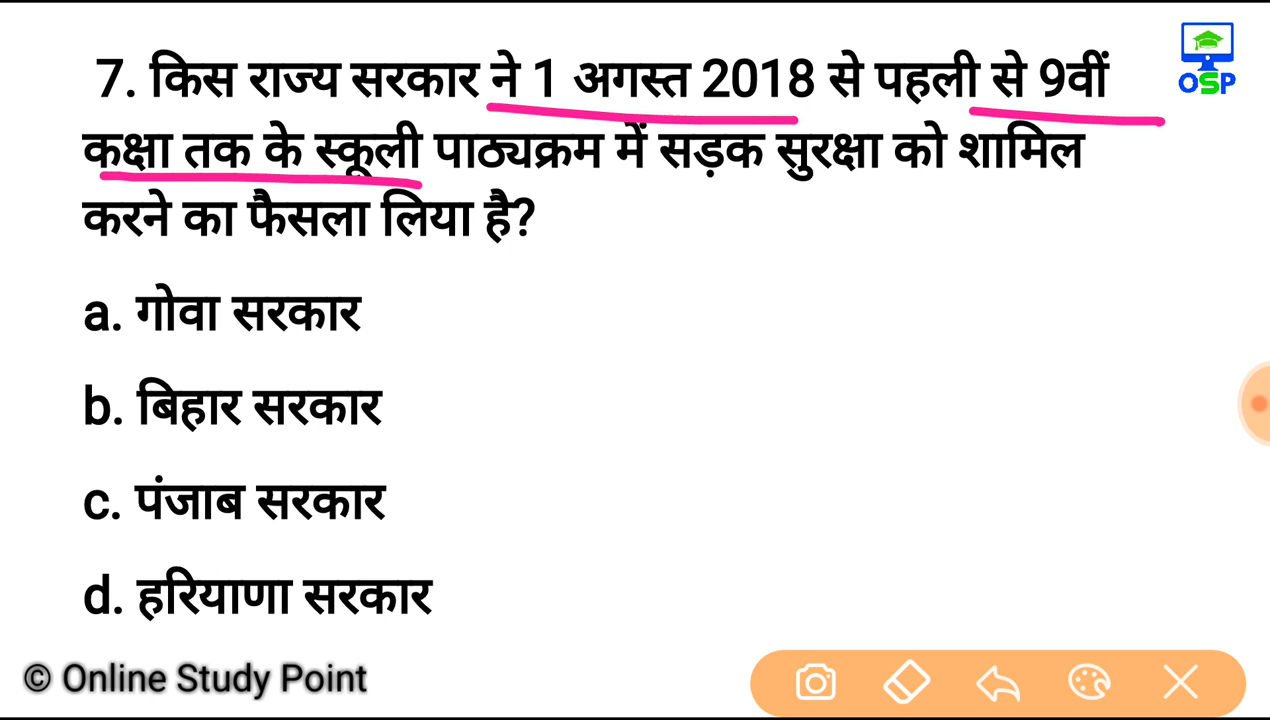 7. किस राज्य सरकार ने 1 अगस्त 2018 से पहली से 9वीं
कक्षा तक के स्कूली पाठ्यक्रम में सड़क सुरक्षा को शामिल
करने का फैसला लिया है?
OSP
a. गोवा सरकार
b. बिहार सरकार
c. पंजाब सरकार
d. हरियाणा सरकार
© Online Study Point